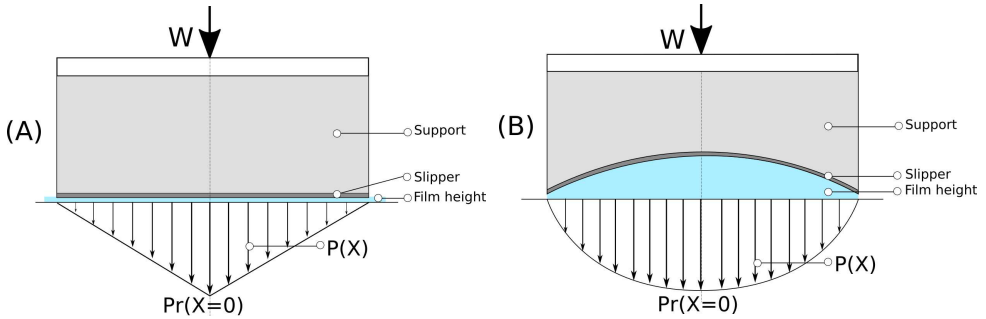 W
(A)
Support
Slipper
Film height
P(X)
Pr(X=0)
W
(B)
Support
Slipper
Film height
P(X)
Pr(X=0)